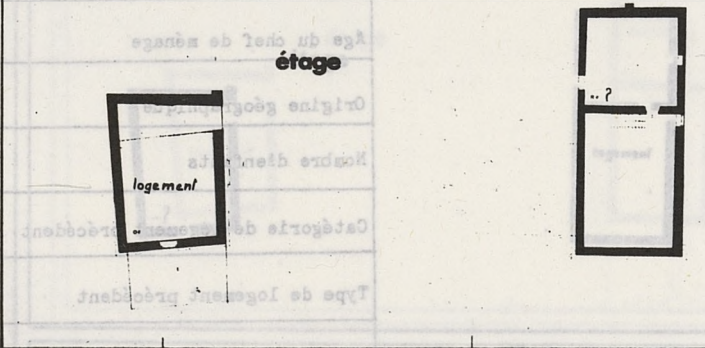 étage
logement
.. ?
Age du chef de ménage
Origine géographique
Nombre d'enfants
Catégorie de logement précédent
Type de logement précédent
logement